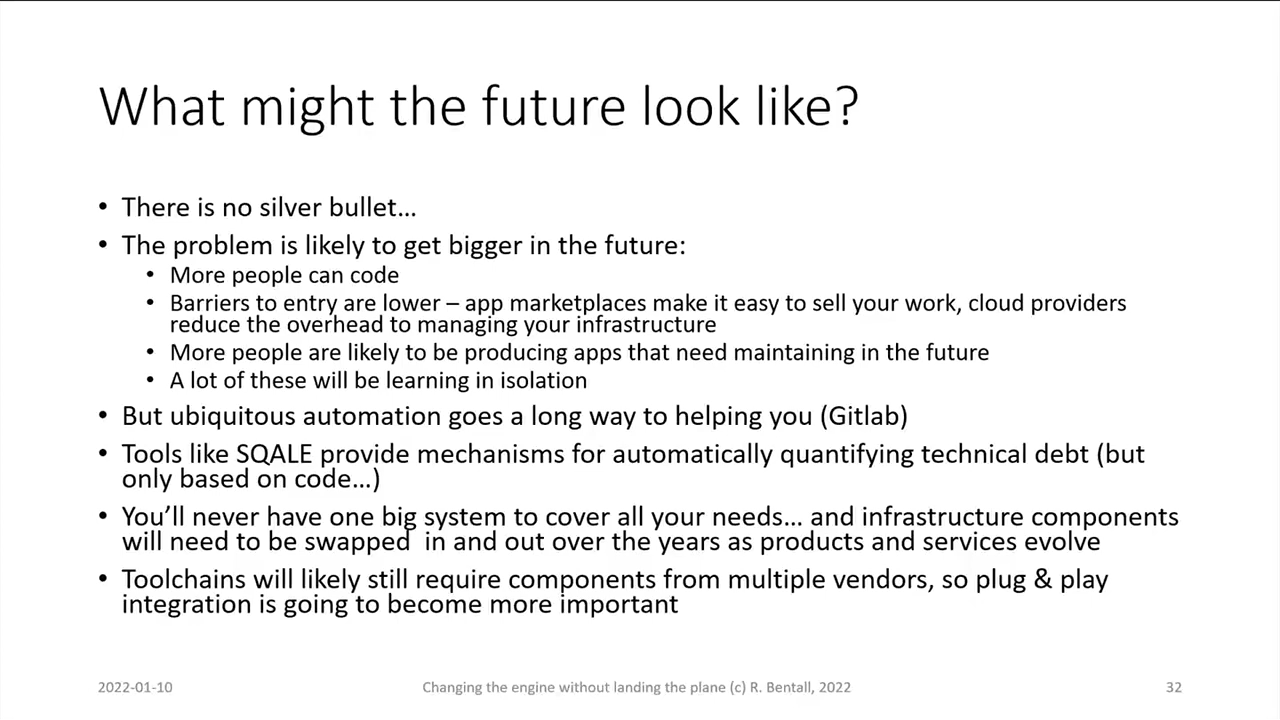 What might the future look like?
• There is no silver bullet…
• The problem is likely to get bigger in the future:
• More people can code
• Barriers to entry are lower – app marketplaces make it easy to sell your work, cloud providers
reduce the overhead to managing your infrastructure
• More people are likely to be producing apps that need maintaining in the future
• A lot of these will be learning in isolation
• But ubiquitous automation goes a long way to helping you (Gitlab)
• Tools like SQALE provide mechanisms for automatically quantifying technical debt (but
only based on code…)
• You’ll never have one big system to cover all your needs… and infrastructure components
will need to be swapped  in and out over the years as products and services evolve
• Toolchains will likely still require components from multiple vendors, so plug & play
integration is going to become more important
2022-01-10
Changing the engine without landing the plane (c) R. Bentall, 2022
32